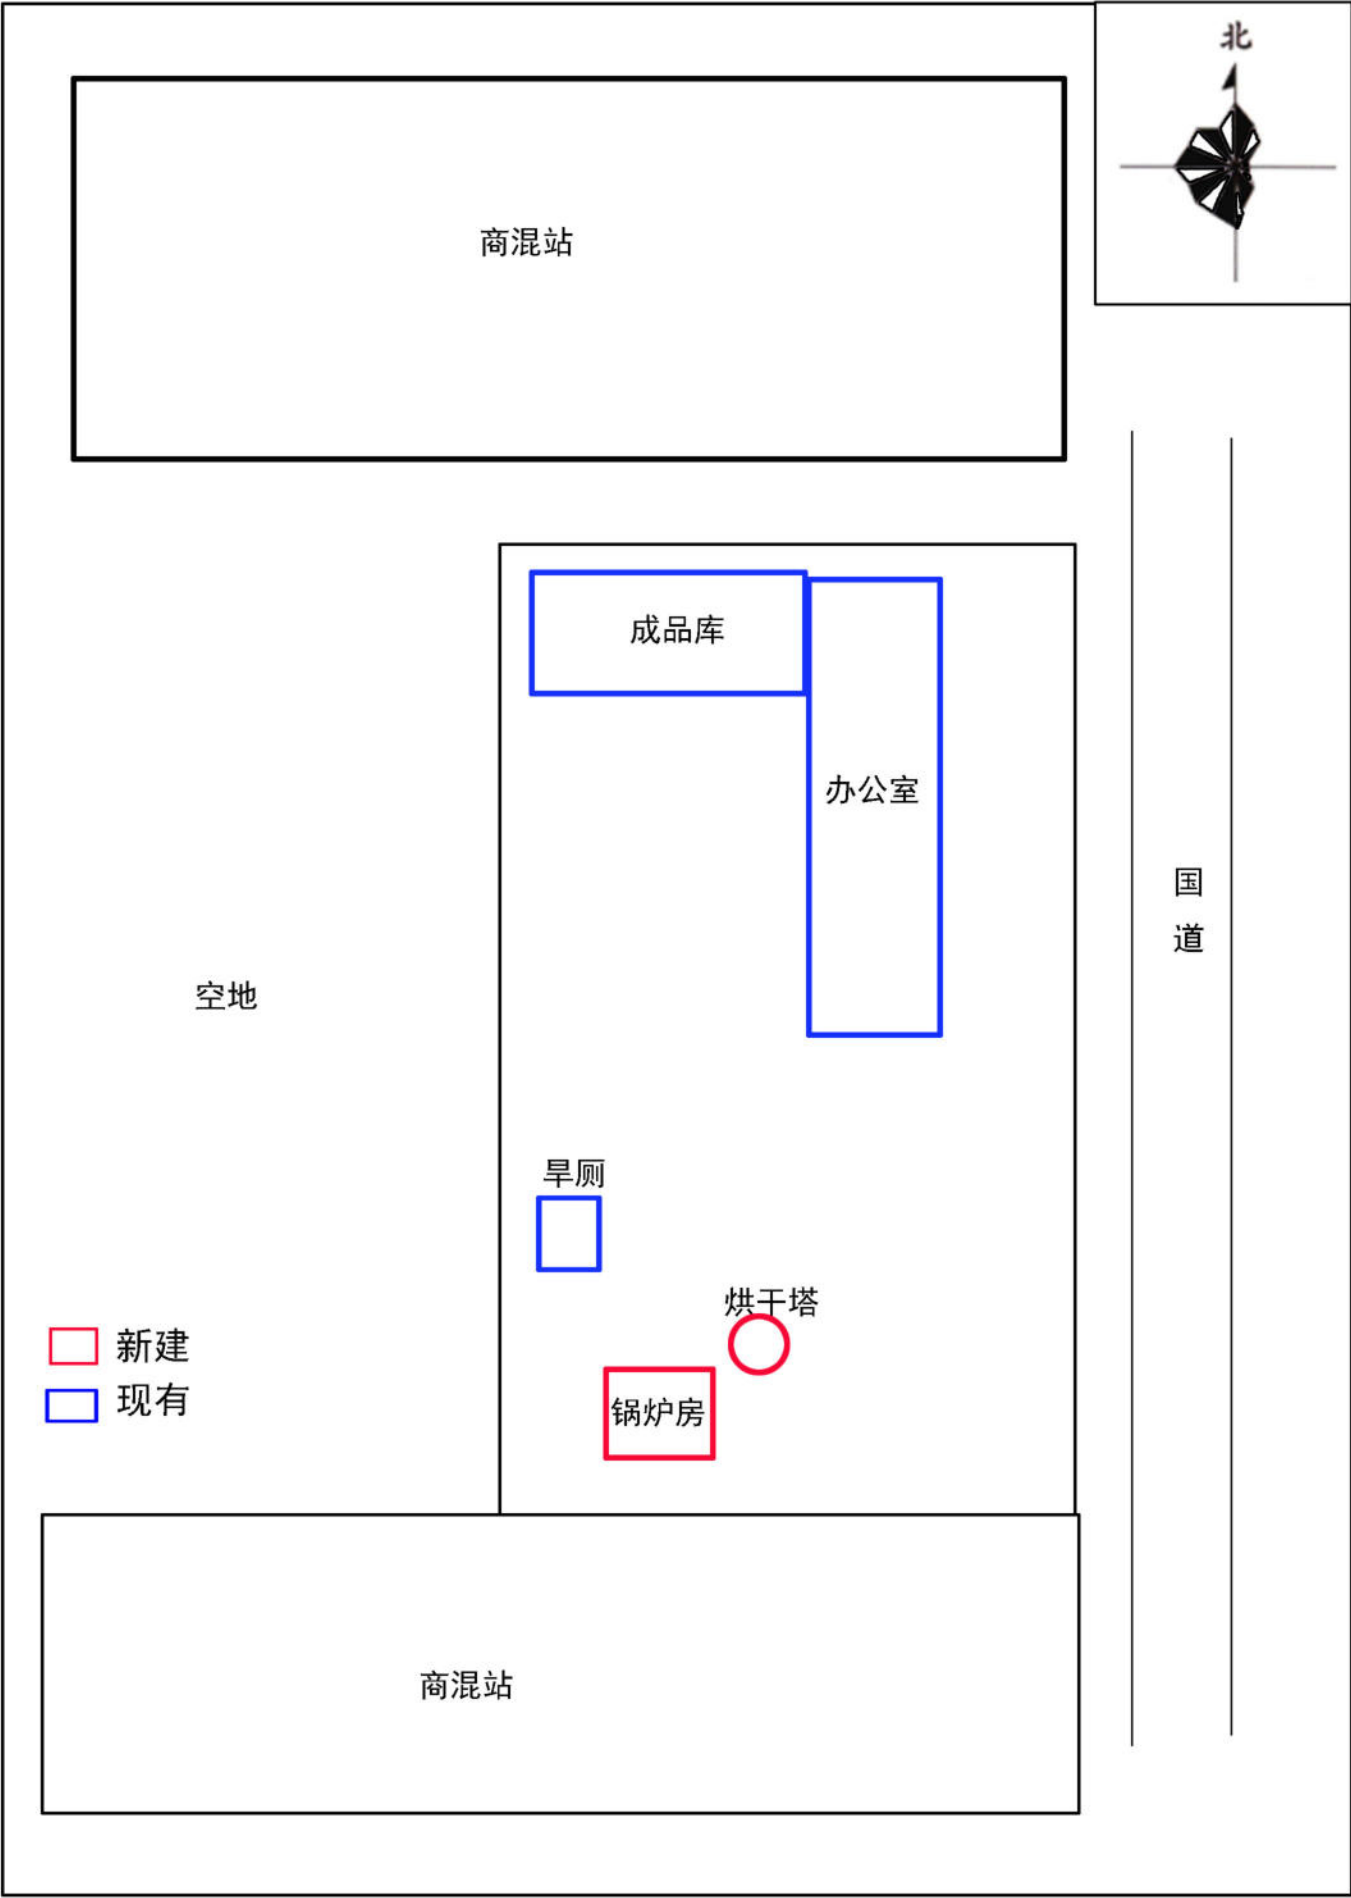 北
商混站
成品库
办公室
国
道
空地
旱厕
烘干塔
新建
现有
锅炉房
商混站